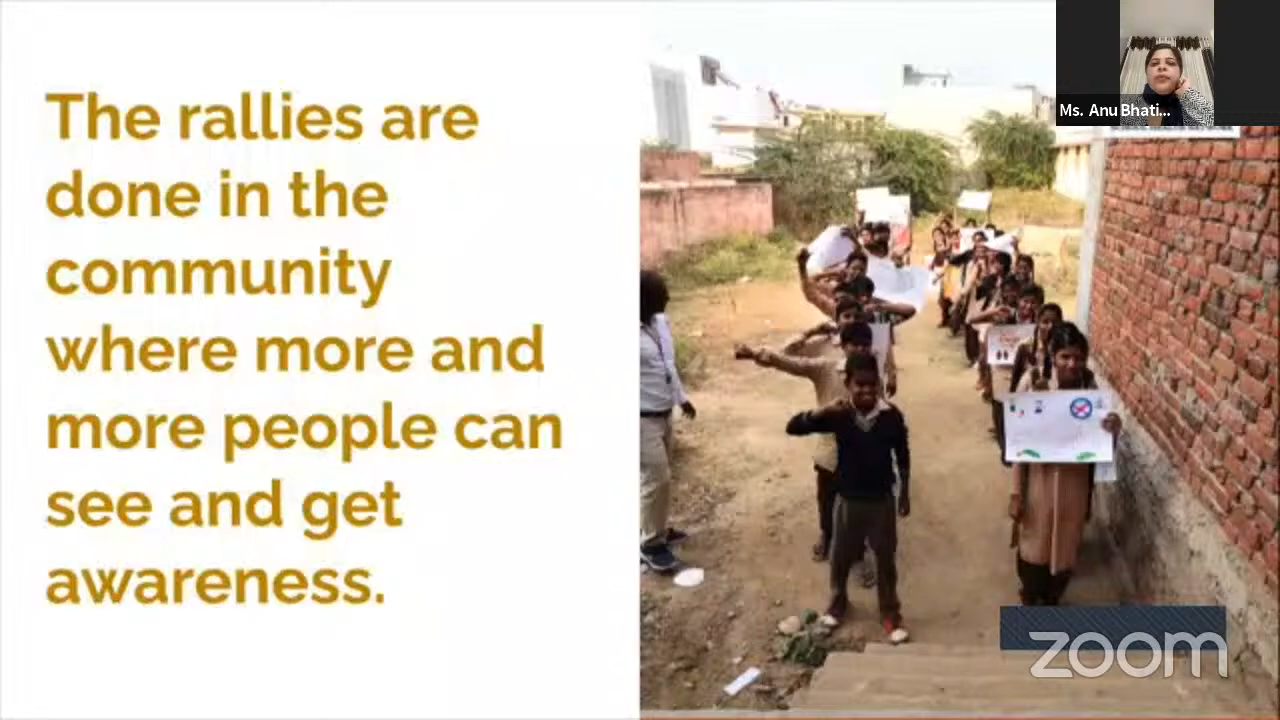 The rallies are
done in the
community
where more and
more people can
see and get
awareness.
Ms. Anu Bhati...
zoom